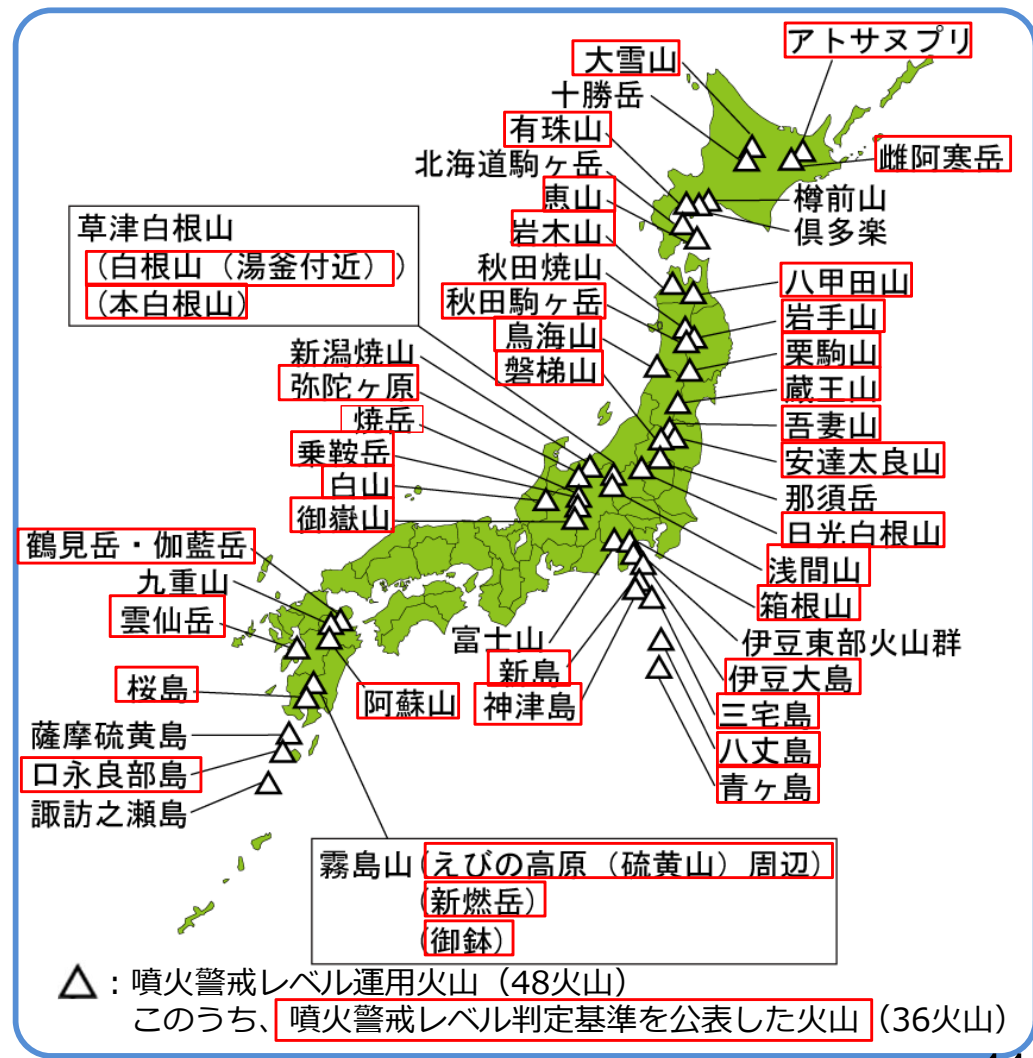 アトサヌプリ
大雪山
十勝岳
有珠山
雌阿寒岳
北海道駒ヶ岳
恵山
樽前山
倶多楽
岩木山
草津白根山
（白根山（湯釜付近））
（本白根山）
秋田焼山
八甲田山
秋田駒ヶ岳
岩手山
鳥海山
新潟焼山
栗駒山
磐梯山
弥陀ヶ原
蔵王山
焼岳
吾妻山
乗鞍岳
安達太良山
白山
那須岳
御嶽山
日光白根山
鶴見岳・伽藍岳
浅間山
九重山
箱根山
雲仙岳
富士山
伊豆東部火山群
新島
伊豆大島
桜島
阿蘇山
神津島
三宅島
薩摩硫黄島
八丈島
口永良部島
青ヶ島
諏訪之瀬島
霧島山（えびの高原（硫黄山）周辺）
（新燃岳）
（御鉢）
△：噴火警戒レベル運用火山（48火山）
このうち、噴火警戒レベル判定基準を公表した火山（36火山）